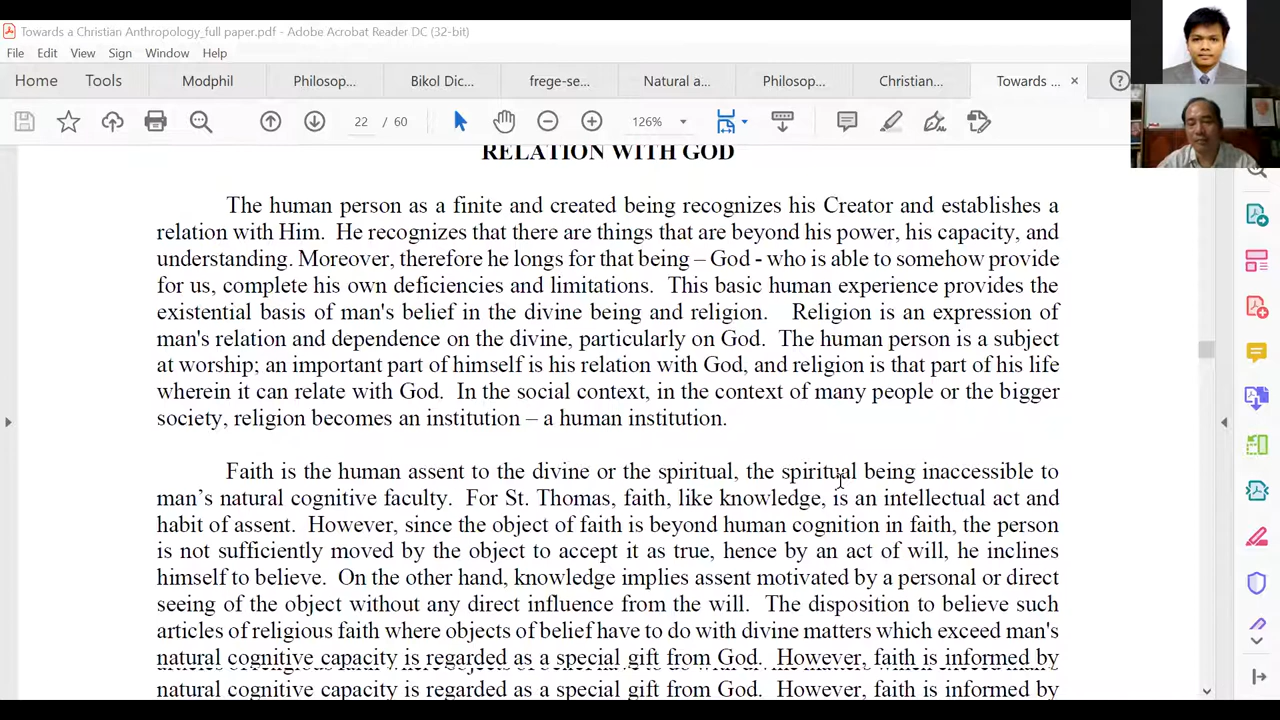 Towards a Christian Anthropology_full paper.pdf - Adobe Acrobat Reader DC (32-bit)
File Edit View Sign Window Help
Home Tools Modphil Philosop... Bikol Dic... frege-se... Natural a... Philosop... Christian... Towards ... ×
22 / 60 126%
RELATION WITH GOD
The human person as a finite and created being recognizes his Creator and establishes a
relation with Him. He recognizes that there are things that are beyond his power, his capacity, and
understanding. Moreover, therefore he longs for that being – God - who is able to somehow provide
for us, complete his own deficiencies and limitations. This basic human experience provides the
existential basis of man's belief in the divine being and religion. Religion is an expression of
man's relation and dependence on the divine, particularly on God. The human person is a subject
at worship; an important part of himself is his relation with God, and religion is that part of his life
wherein it can relate with God. In the social context, in the context of many people or the bigger
society, religion becomes an institution – a human institution.
Faith is the human assent to the divine or the spiritual, the spiritual being inaccessible to
man’s natural cognitive faculty. For St. Thomas, faith, like knowledge, is an intellectual act and
habit of assent. However, since the object of faith is beyond human cognition in faith, the person
is not sufficiently moved by the object to accept it as true, hence by an act of will, he inclines
himself to believe. On the other hand, knowledge implies assent motivated by a personal or direct
seeing of the object without any direct influence from the will. The disposition to believe such
articles of religious faith where objects of belief have to do with divine matters which exceed man's
natural cognitive capacity is regarded as a special gift from God. However, faith is informed by
natural cognitive capacity is regarded as a special gift from God. However, faith is informed by